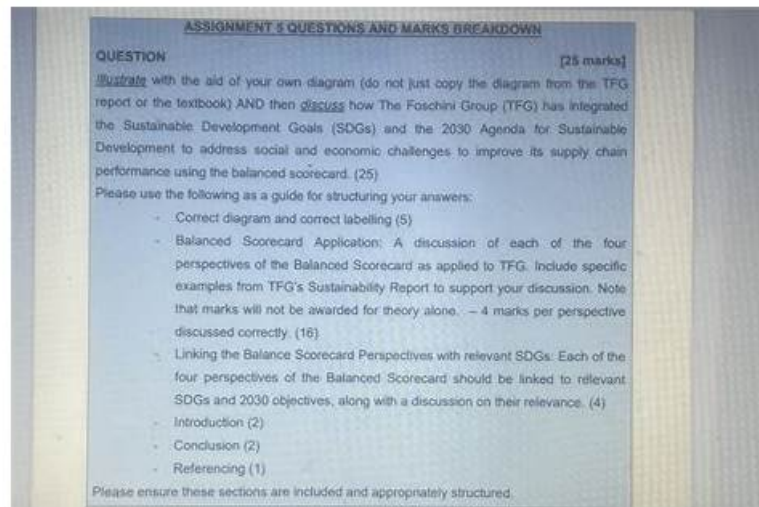 ASSIGNMENT 5 QUESTIONS AND MARKS BREAKDOWN
QUESTION [25 marks]
Illustrate with the aid of your own diagram (do not just copy the diagram from the TFG
report or the textbook) AND then discuss how The Foschini Group (TFG) has integrated
the Sustainable Development Goals (SDGs) and the 2030 Agenda for Sustainable
Development to address social and economic challenges to improve its supply chain
performance using the balanced scorecard. (25)
Please use the following as a guide for structuring your answers:
- Correct diagram and correct labelling (5)
- Balanced Scorecard Application: A discussion of each of the four
perspectives of the Balanced Scorecard as applied to TFG. Include specific
examples from TFG's Sustainability Report to support your discussion. Note
that marks will not be awarded for theory alone. – 4 marks per perspective
discussed correctly. (16)
- Linking the Balance Scorecard Perspectives with relevant SDGs: Each of the
four perspectives of the Balanced Scorecard should be linked to relevant
SDGs and 2030 objectives, along with a discussion on their relevance. (4)
- Introduction (2)
- Conclusion (2)
- Referencing (1)
Please ensure these sections are included and appropriately structured.